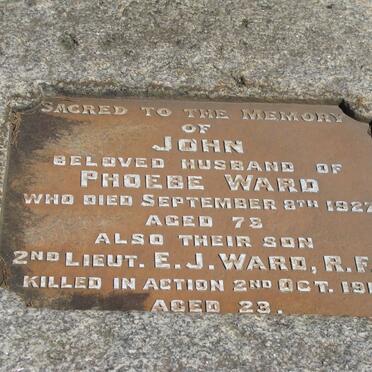 SACRED TO THE MEMORY
OF
JOHN
BELOVED HUSBAND OF
PHOEBE WARD
WHO DIED SEPTEMBER 8TH 1927
AGED 73
ALSO THEIR SON
2ND LIEUT. E. J. WARD, R.F.
KILLED IN ACTION 2ND OCT. 191
AGED 23.